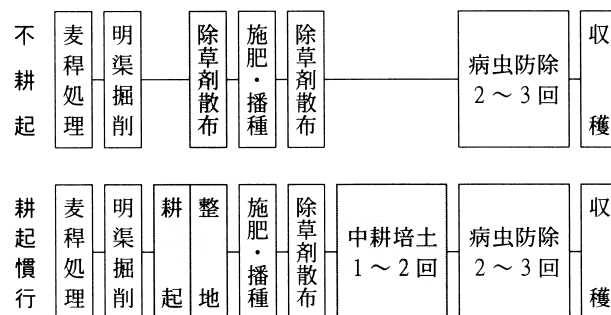 不耕起
麦稈処理
明渠掘削
除草剤散布
施肥・播種
除草剤散布
病虫防除
2～3回
収穫
耕起慣行
麦稈処理
明渠掘削
耕起
整地
施肥・播種
除草剤散布
中耕培土
1～2回
病虫防除
2～3回
収穫